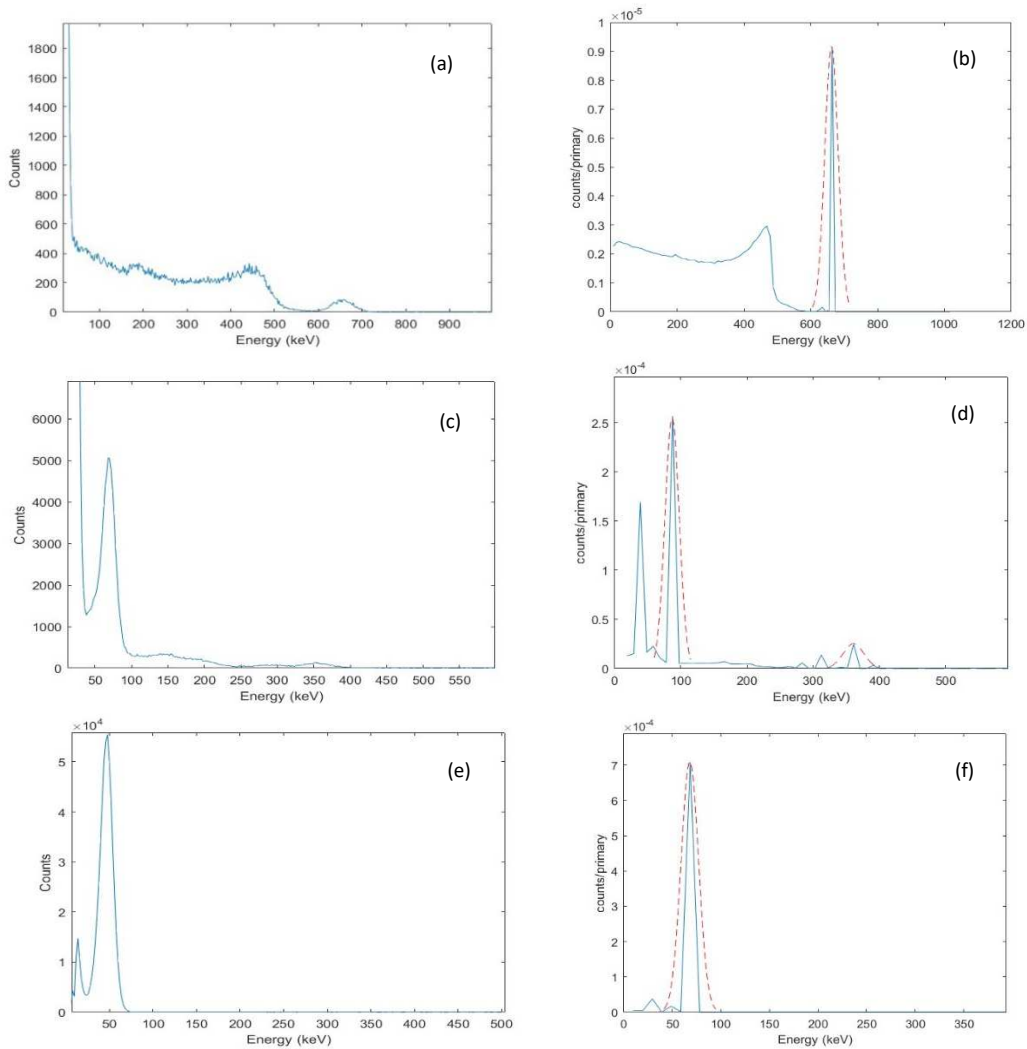 (a)
Counts
1800
1600
1400
1200
1000
800
600
400
200
0
100 200 300 400 500 600 700 800 900
Energy (keV)
×10⁻⁵
(b)
counts/primary
1
0.9
0.8
0.7
0.6
0.5
0.4
0.3
0.2
0.1
0
0 200 400 600 800 1000 1200
Energy (keV)
(c)
Counts
6000
5000
4000
3000
2000
1000
0
50 100 150 200 250 300 350 400 450 500 550 600
Energy (keV)
×10⁻⁴
(d)
counts/primary
2.5
2
1.5
1
0.5
0
0 100 200 300 400 500
Energy (keV)
×10⁴
(e)
Counts
5
4
3
2
1
0
50 100 150 200 250 300 350 400 450 500
Energy (keV)
×10⁻⁴
(f)
counts/primary
7
6
5
4
3
2
1
0
0 50 100 150 200 250 300 350
Energy (keV)